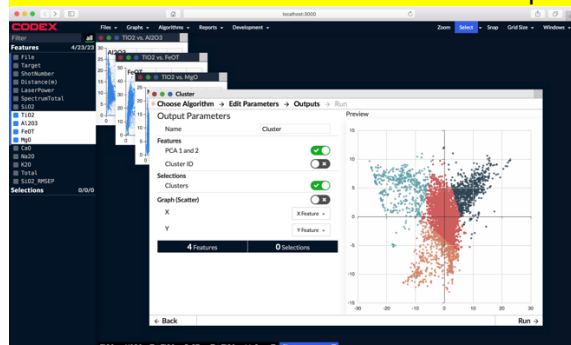 localhost:3000
CODEX
Files Graphs Algorithms Reports Development
Zoom Select Snap Grid Size Windows
Filter all
Features 4/23/23
File
Target
ShotNumber
Distance(m)
LaserPower
SpectrumTotal
SiO2
TiO2
Al2O3
FeOT
MgO
CaO
Na2O
K2O
Total
SiO2_RMSEP
Selections 0/0/0
TiO2 vs. Al2O3
Al2O3
TiO2 vs. FeOT
FeOT
TiO2 vs. MgO
Cluster
Choose Algorithm → Edit Parameters → Outputs → Run
Output Parameters
Name Cluster
Features
PCA 1 and 2
Cluster ID
Selections
Clusters
Graph (Scatter)
X X Feature
Y Y Feature
4 Features 0 Selections
Preview
15
10
5
0
-5
-10
-15
-30 -20 -10 0 10 20 30
← Back Run →